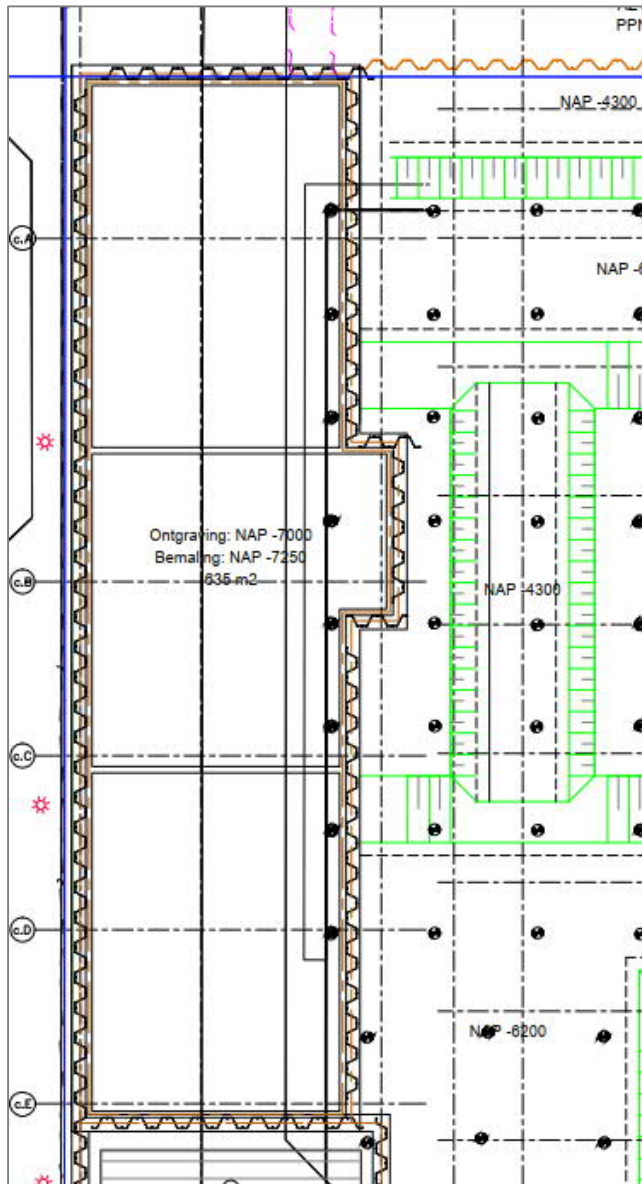 PPN
NAP -4300
c.A
NAP -6
Ontgraving: NAP -7000
Bemaling: NAP -7250
635 m2
c.B
NAP -4300
c.C
c.D
NAP -6200
c.E